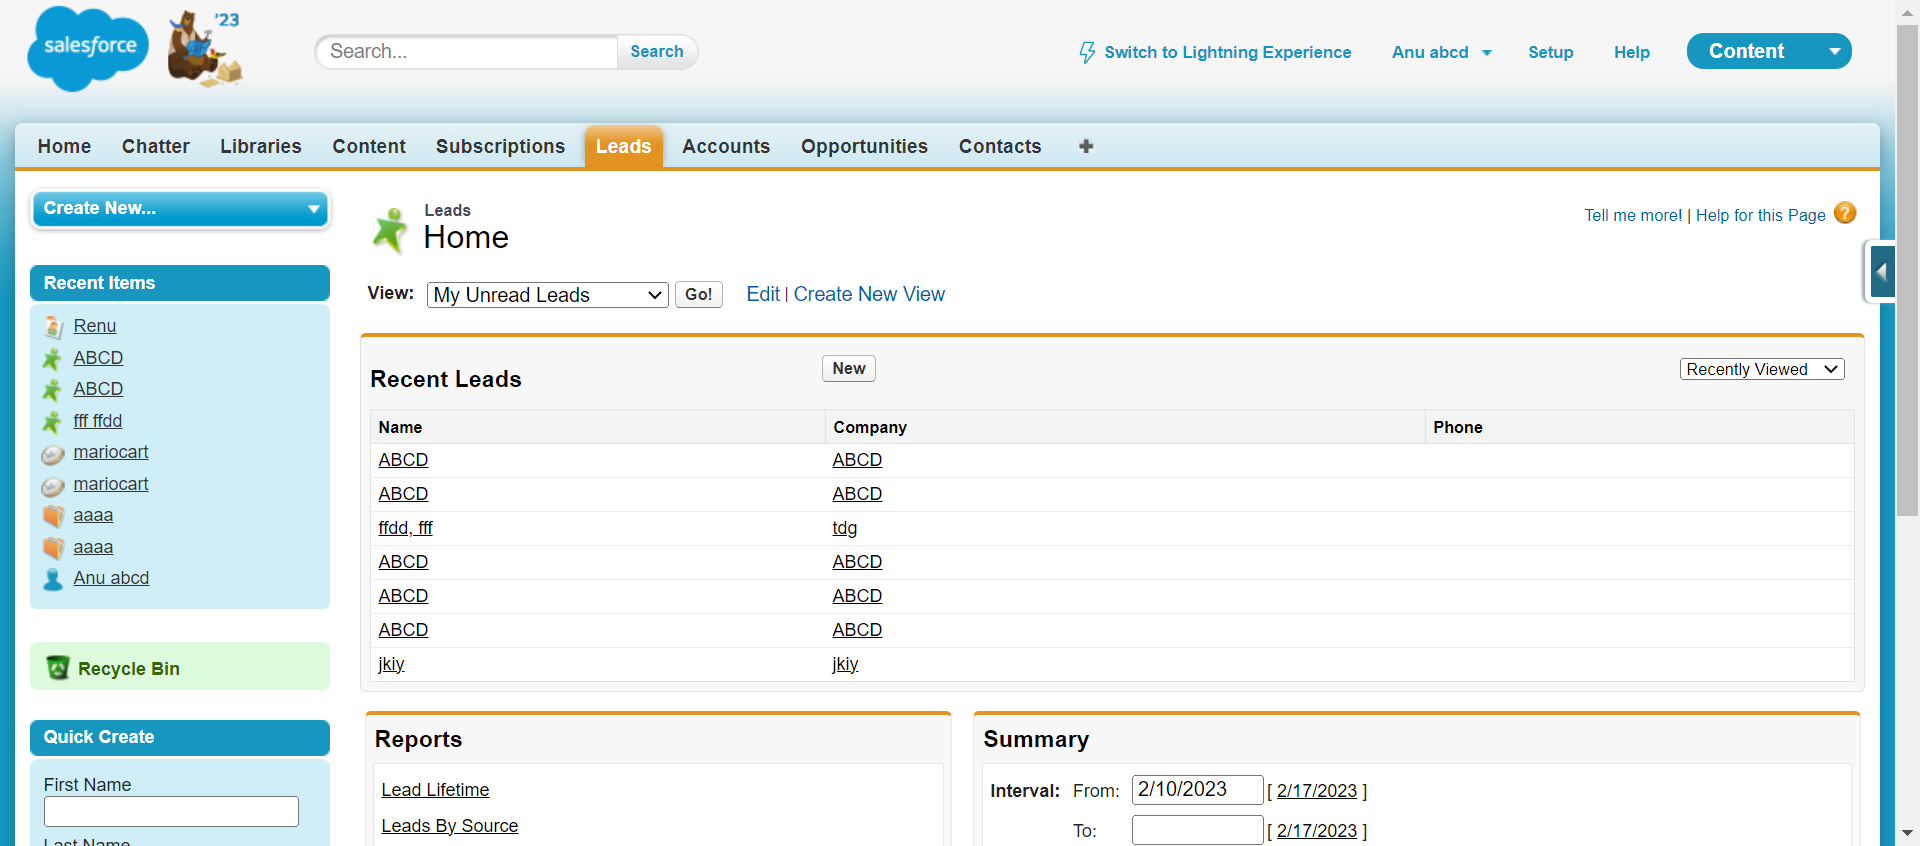 salesforce
'23
Search...
Search
Switch to Lightning Experience
Anu abcd
Setup
Help
Content
Home
Chatter
Libraries
Content
Subscriptions
Leads
Accounts
Opportunities
Contacts
Create New...
Leads
Home
Tell me more! | Help for this Page
?
View:
My Unread Leads
Go!
Edit | Create New View
Recent Items
Renu
ABCD
ABCD
fff ffdd
mariocart
mariocart
aaaa
aaaa
Anu abcd
Recycle Bin
Quick Create
First Name
Last Name
Recent Leads
New
Recently Viewed
Name Company Phone
ABCD ABCD
ABCD ABCD
ffdd, fff tdg
ABCD ABCD
ABCD ABCD
ABCD ABCD
jkiy jkiy
Reports
Lead Lifetime
Leads By Source
Summary
Interval: From: 2/10/2023 [ 2/17/2023 ]
To: [ 2/17/2023 ]